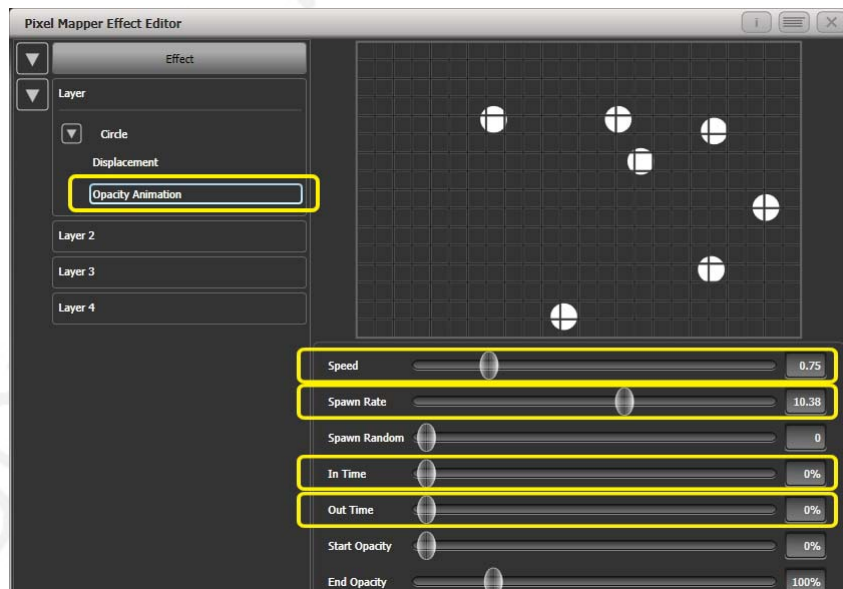 Pixel Mapper Effect Editor
Effect
Layer
Circle
Displacement
Opacity Animation
Layer 2
Layer 3
Layer 4
Speed 0.75
Spawn Rate 10.38
Spawn Random 0
In Time 0%
Out Time 0%
Start Opacity 0%
End Opacity 100%